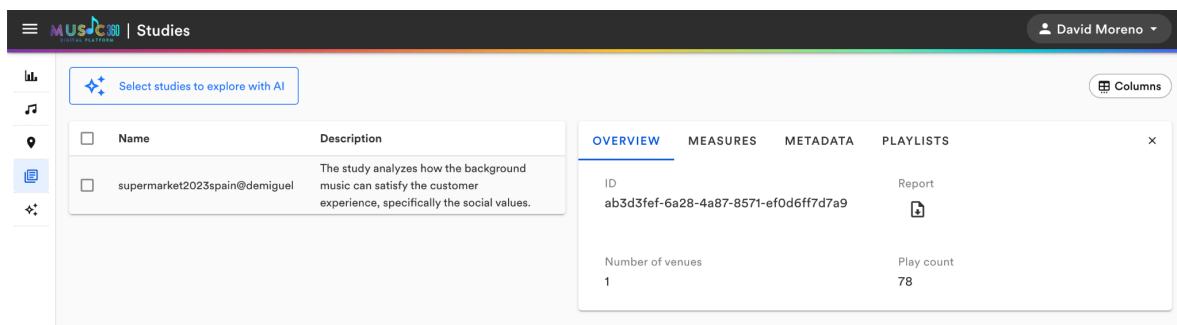 MUSIC360 | Studies
DIGITAL PLATFORM
David Moreno
Select studies to explore with AI
Columns
Name Description
supermarket2023spain@demiguel
The study analyzes how the background
music can satisfy the customer
experience, specifically the social values.
OVERVIEW MEASURES METADATA PLAYLISTS
ID Report
ab3d3fef-6a28-4a87-8571-ef0d6ff7d7a9
Number of venues Play count
1 78